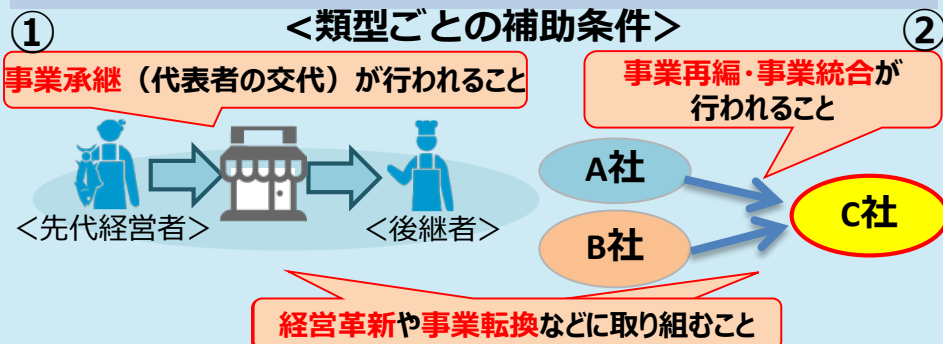 <類型ごとの補助条件>
①
事業承継（代表者の交代）が行われること
<先代経営者>
<後継者>
②
事業再編・事業統合が
行われること
A社
B社
C社
経営革新や事業転換などに取り組むこと